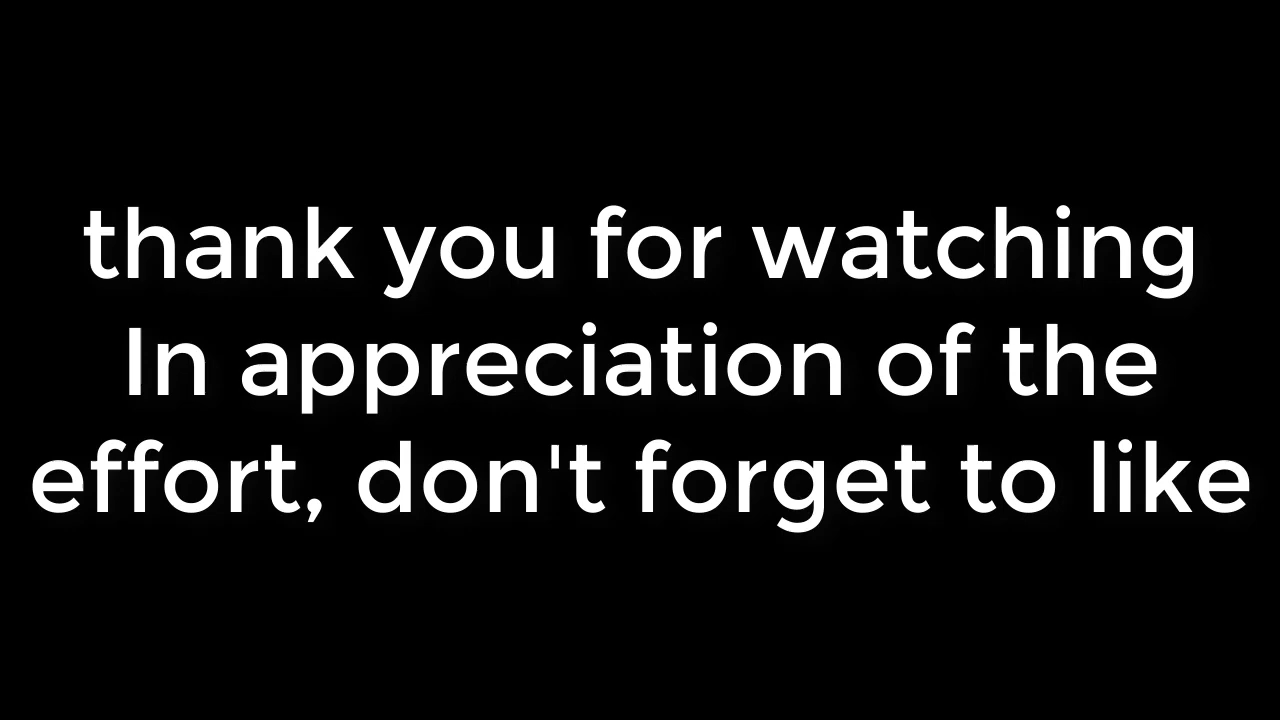 thank you for watching
In appreciation of the
effort, don't forget to like